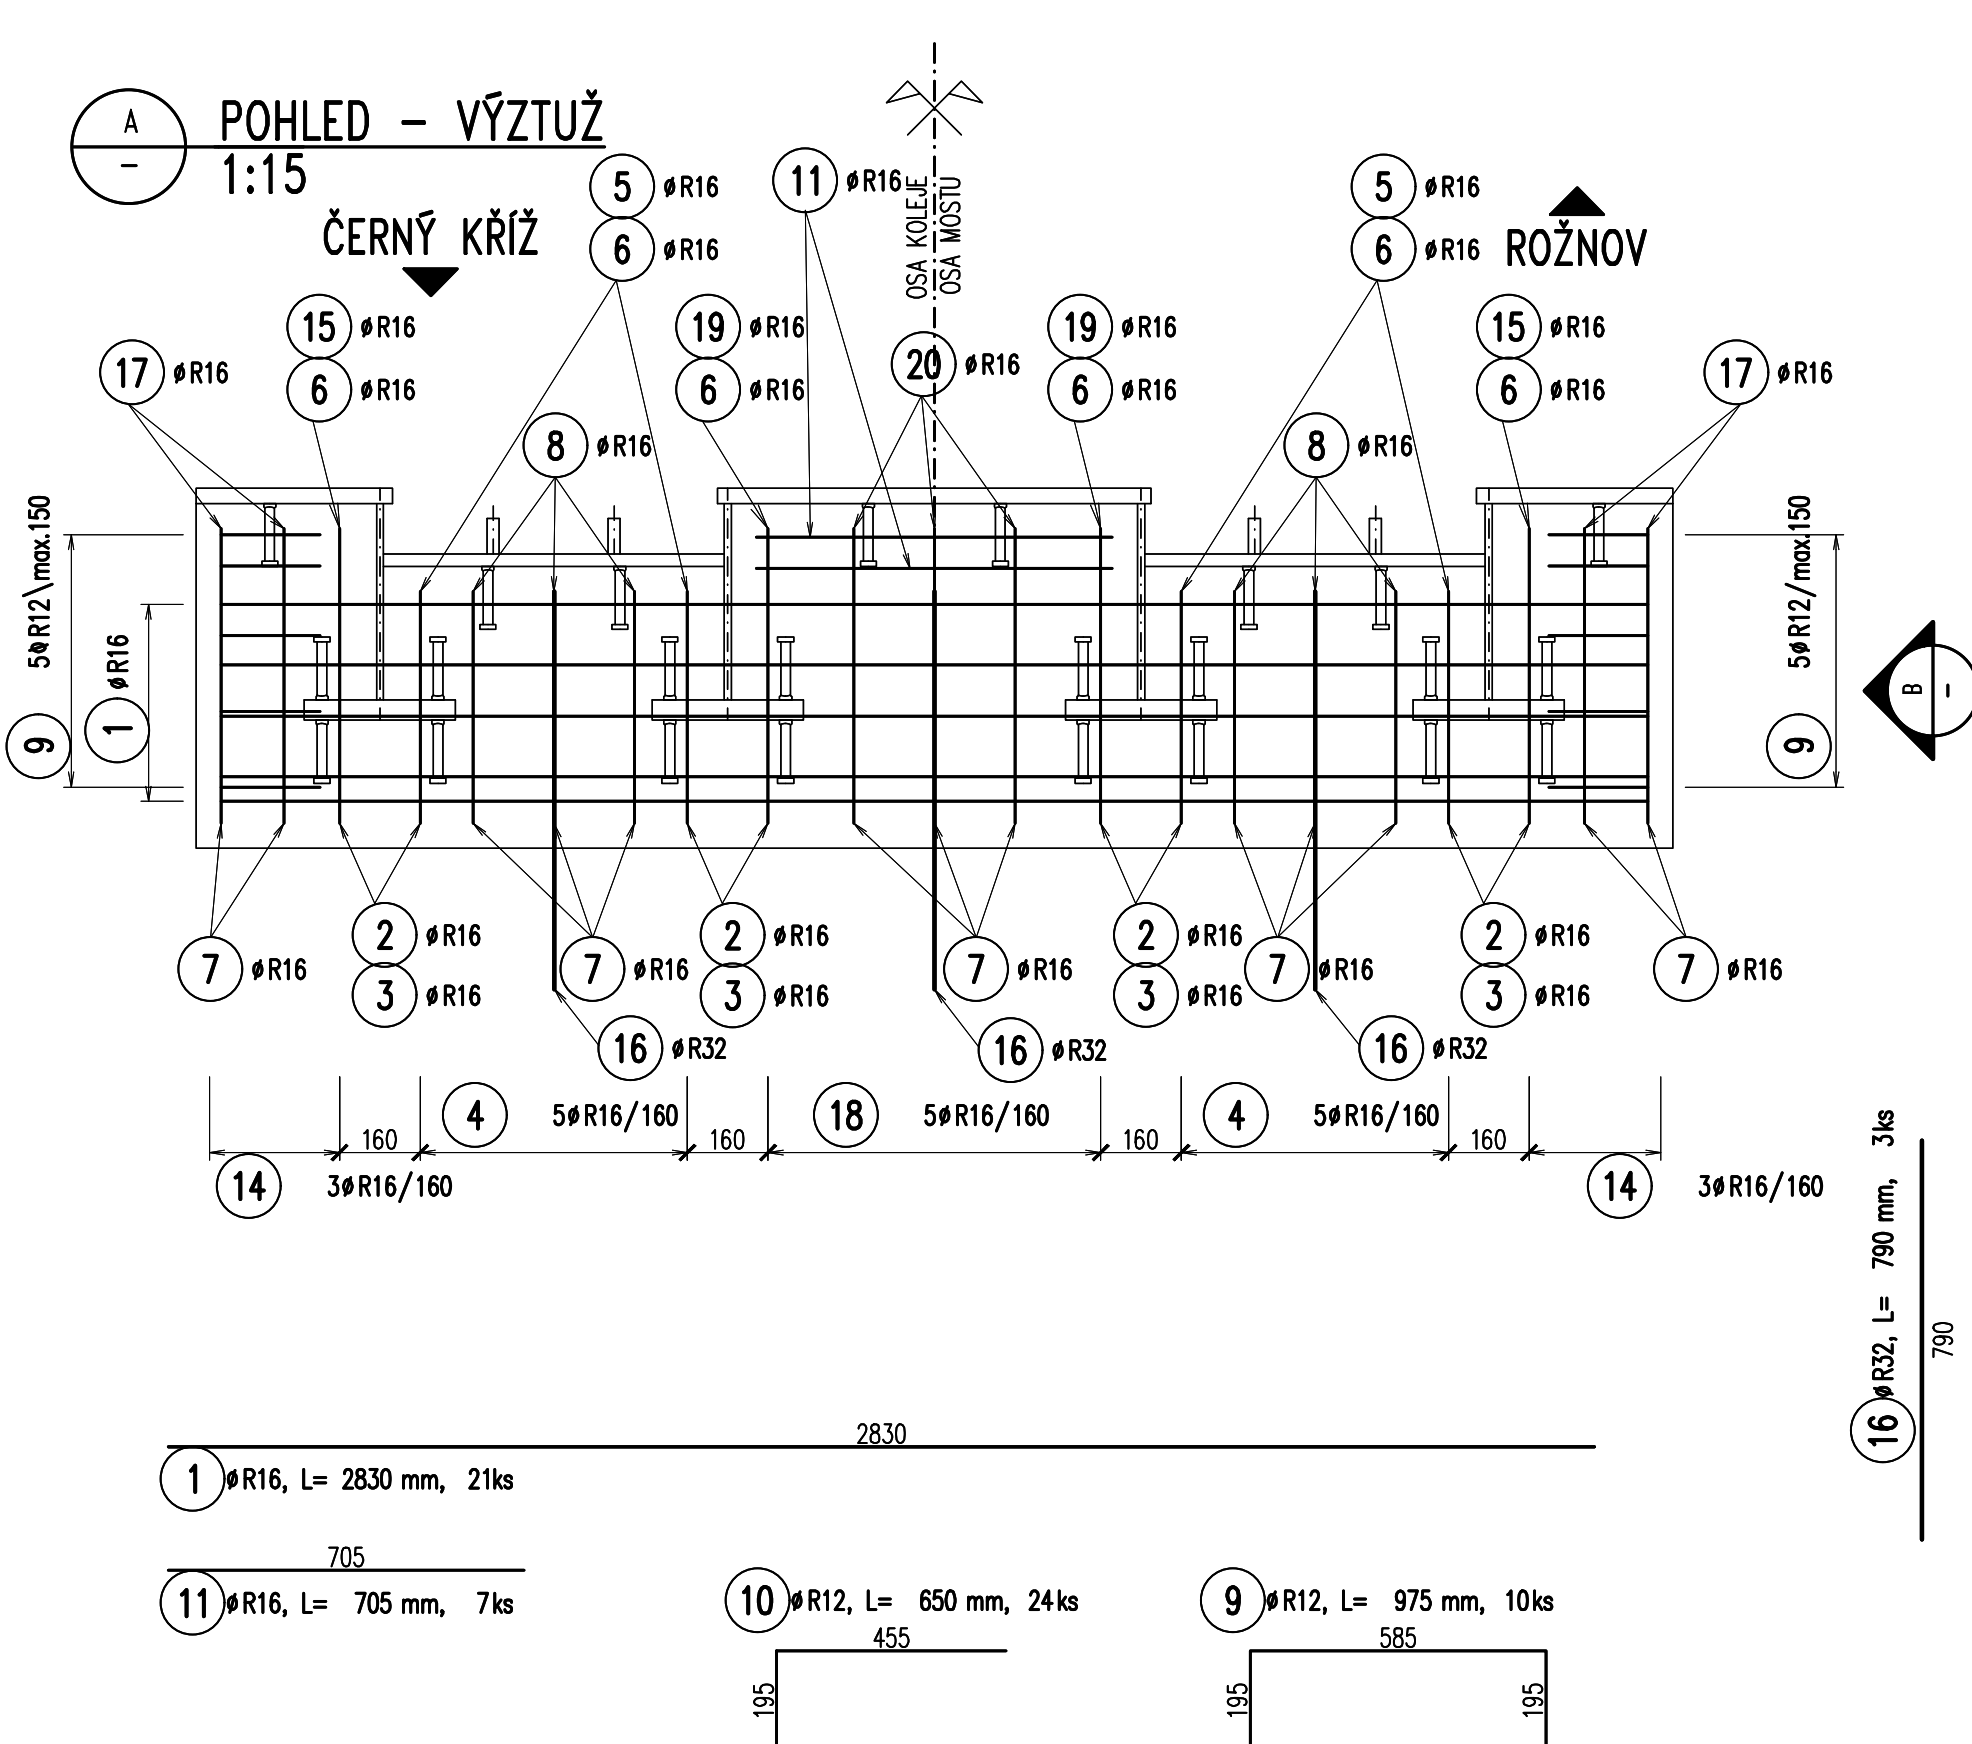 A
–
POHLED – VÝZTUŽ
1:15
ČERNÝ KŘÍŽ
ROŽNOV
OSA KOLEJE
OSA MOSTU
5 øR16
6 øR16
11 øR16
5 øR16
6 øR16
15 øR16
6 øR16
19 øR16
6 øR16
20 øR16
19 øR16
6 øR16
15 øR16
6 øR16
17 øR16
17 øR16
8 øR16
8 øR16
9 5øR12\max.150
1 øR16
9 5øR12/max.150
B
–
7 øR16
2 øR16
3 øR16
7 øR16
2 øR16
3 øR16
7 øR16
2 øR16
3 øR16
7 øR16
2 øR16
3 øR16
7 øR16
16 øR32
16 øR32
16 øR32
4 5øR16/160
18 5øR16/160
4 5øR16/160
160
160
160
160
14 3øR16/160
14 3øR16/160
16 øR32, L= 790 mm, 3ks
790
2830
1 øR16, L= 2830 mm, 21ks
705
11 øR16, L= 705 mm, 7ks
10 øR12, L= 650 mm, 24ks
455
195
9 øR12, L= 975 mm, 10ks
585
195
195